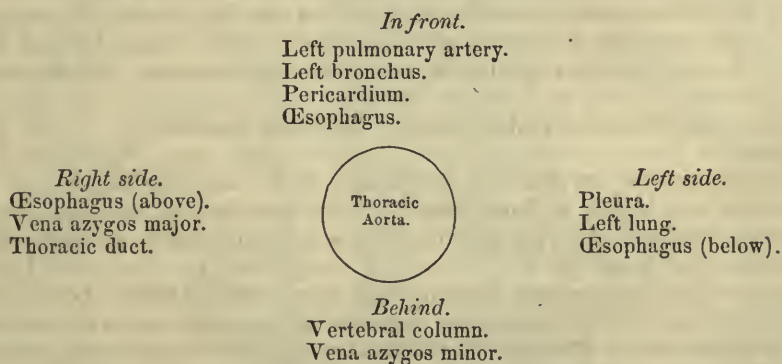 In front.
Left pulmonary artery.
Left bronchus.
Pericardium.
Œsophagus.
Right side.
Œsophagus (above).
Vena azygos major.
Thoracic duct.
Thoracic
Aorta.
Left side.
Pleura.
Left lung.
Œsophagus (below).
Behind.
Vertebral column.
Vena azygos minor.